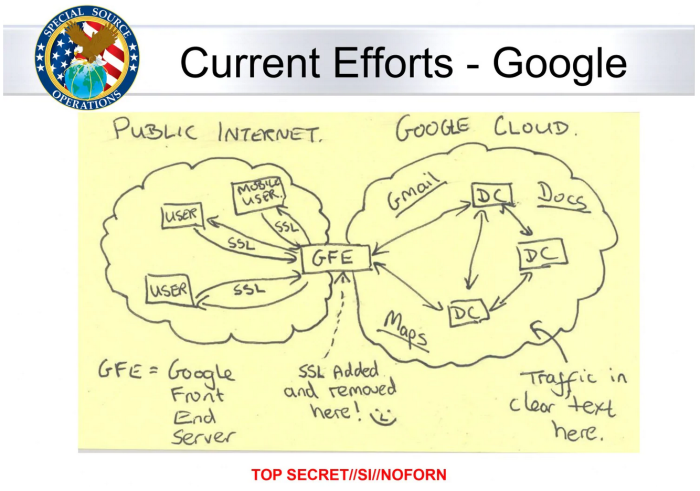 SPECIAL SOURCE
OPERATIONS
Current Efforts - Google
PUBLIC INTERNET.
GOOGLE CLOUD.
MOBILE
USER.
USER
SSL
SSL
USER
SSL
GFE
Gmail
DC
Docs
DC
DC
Maps
GFE = Google
Front
End
Server
SSL Added
and removed
here!
Traffic in
clear text
here.
TOP SECRET//SI//NOFORN